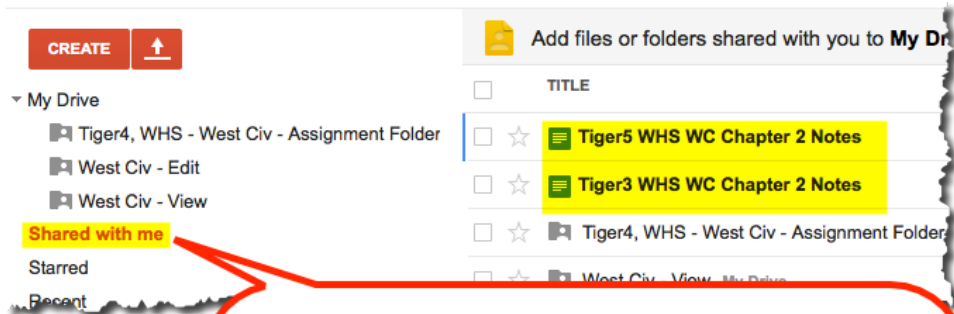 CREATE
My Drive
Tiger4, WHS - West Civ - Assignment Folder
West Civ - Edit
West Civ - View
Shared with me
Starred
Recent
Add files or folders shared with you to My
TITLE
Tiger5 WHS WC Chapter 2 Notes
Tiger3 WHS WC Chapter 2 Notes
Tiger4, WHS - West Civ - Assignment Folder
West Civ - View My Drive